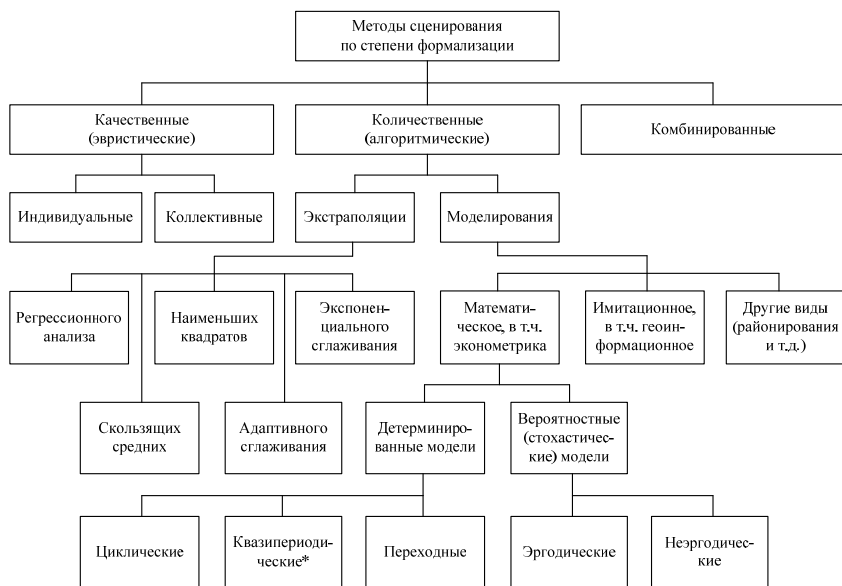 Методы сценирования
по степени формализации
Качественные
(эвристические)
Количественные
(алгоритмические)
Комбинированные
Индивидуальные
Коллективные
Экстраполяции
Моделирования
Регрессионного
анализа
Наименьших
квадратов
Экспонен-
циального
сглаживания
Математи-
ческое, в т.ч.
эконометрика
Имитационное,
в т.ч. геоин-
формационное
Другие виды
(районирования
и т.д.)
Скользящих
средних
Адаптивного
сглаживания
Детерминиро-
ванные модели
Вероятностные
(стохастичес-
кие) модели
Циклические
Квазипериоди-
ческие*
Переходные
Эргодические
Неэргодичес-
кие